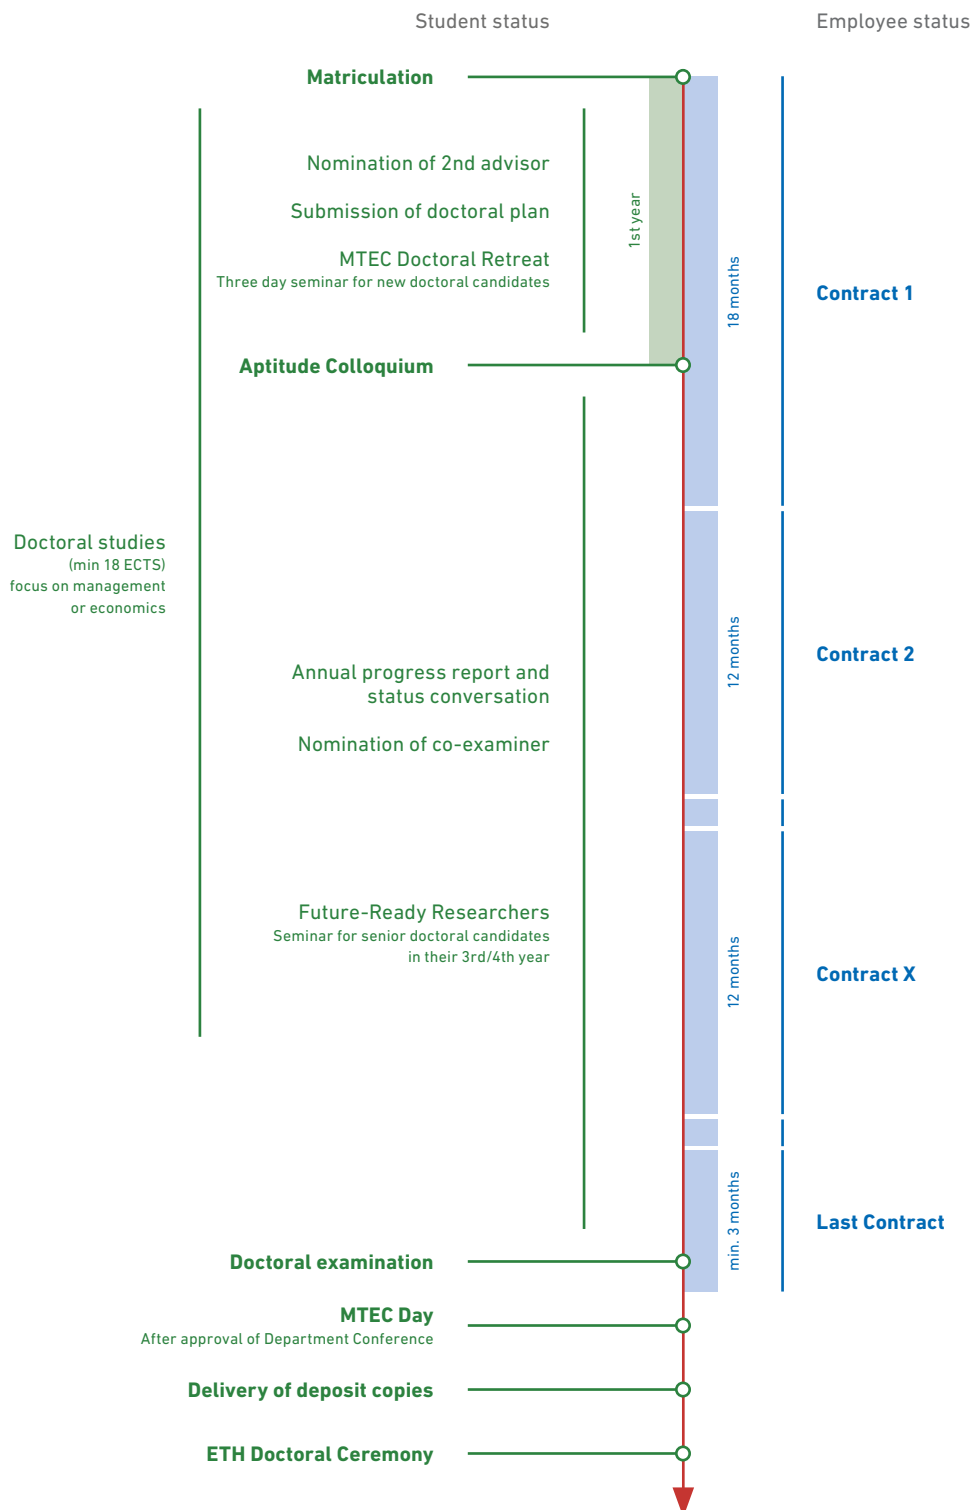 Student status
Employee status
Matriculation
Nomination of 2nd advisor
Submission of doctoral plan
MTEC Doctoral Retreat
Three day seminar for new doctoral candidates
1st year
18 months
Contract 1
Aptitude Colloquium
Doctoral studies
(min 18 ECTS)
focus on management
or economics
12 months
Contract 2
Annual progress report and
status conversation
Nomination of co-examiner
Future-Ready Researchers
Seminar for senior doctoral candidates
in their 3rd/4th year
12 months
Contract X
min. 3 months
Last Contract
Doctoral examination
MTEC Day
After approval of Department Conference
Delivery of deposit copies
ETH Doctoral Ceremony